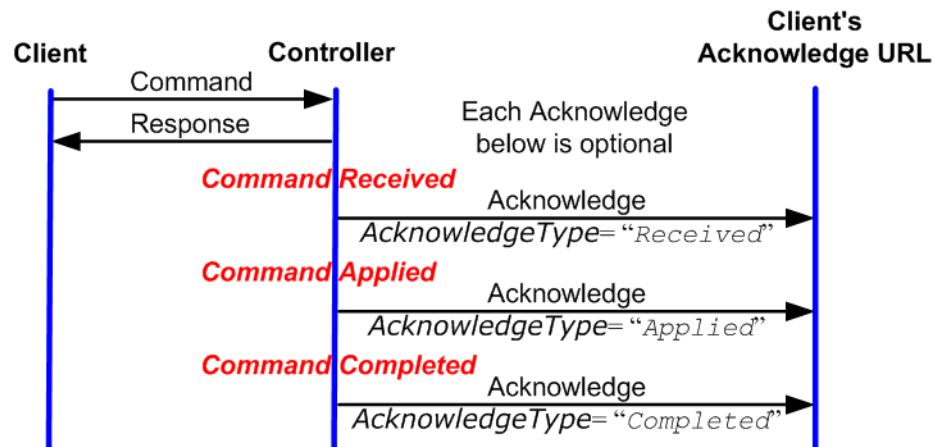 Client's
Client Controller Acknowledge URL
Command
Response
Each Acknowledge
below is optional
Command Received
Acknowledge
AcknowledgeType=“Received”
Command Applied
Acknowledge
AcknowledgeType=“Applied”
Command Completed
Acknowledge
AcknowledgeType=“Completed”